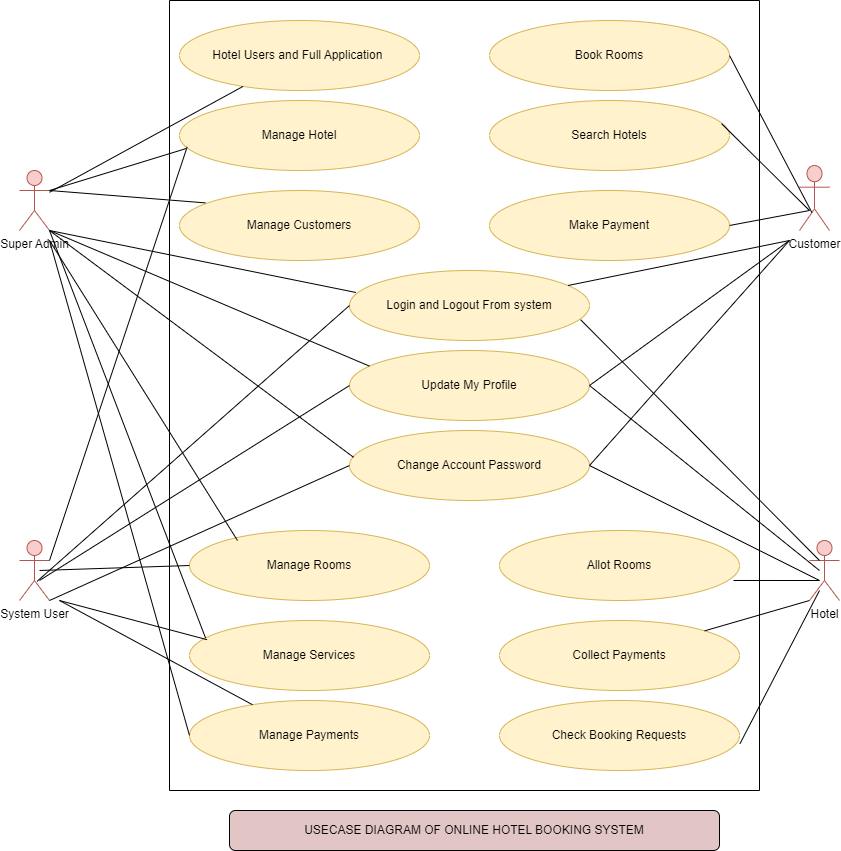 Hotel Users and Full Application
Book Rooms
Manage Hotel
Search Hotels
Manage Customers
Make Payment
Super Admin
Customer
Login and Logout From system
Update My Profile
Change Account Password
Manage Rooms
Allot Rooms
System User
Hotel
Manage Services
Collect Payments
Manage Payments
Check Booking Requests
USECASE DIAGRAM OF ONLINE HOTEL BOOKING SYSTEM